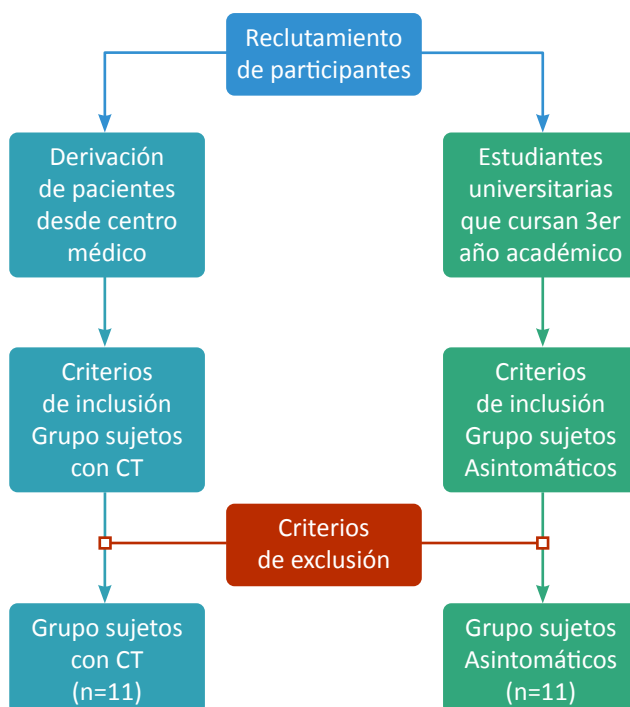 Reclutamiento
de participantes
Derivación
de pacientes
desde centro
médico
Estudiantes
universitarias
que cursan 3er
año académico
Criterios
de inclusión
Grupo sujetos
con CT
Criterios
de inclusión
Grupo sujetos
Asintomáticos
Criterios
de exclusión
Grupo sujetos
con CT
(n=11)
Grupo sujetos
Asintomáticos
(n=11)